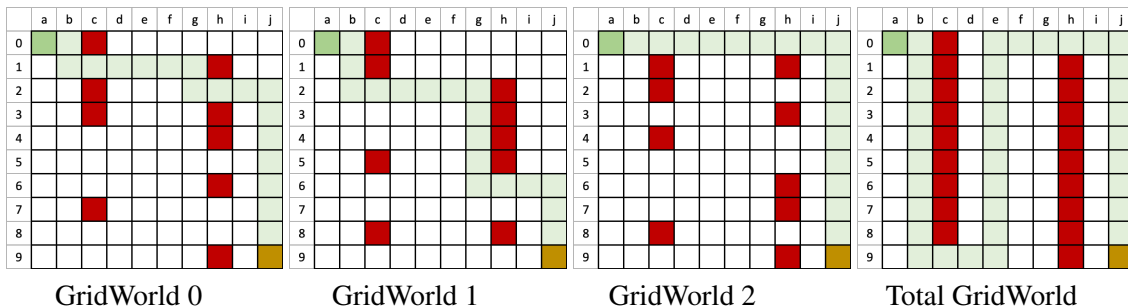 a b c d e f g h i j a b c d e f g h i j a b c d e f g h i j a b c d e f g h i j
0 0 0 0
1 1 1 1
2 2 2 2
3 3 3 3
4 4 4 4
5 5 5 5
6 6 6 6
7 7 7 7
8 8 8 8
9 9 9 9
GridWorld 0 GridWorld 1 GridWorld 2 Total GridWorld